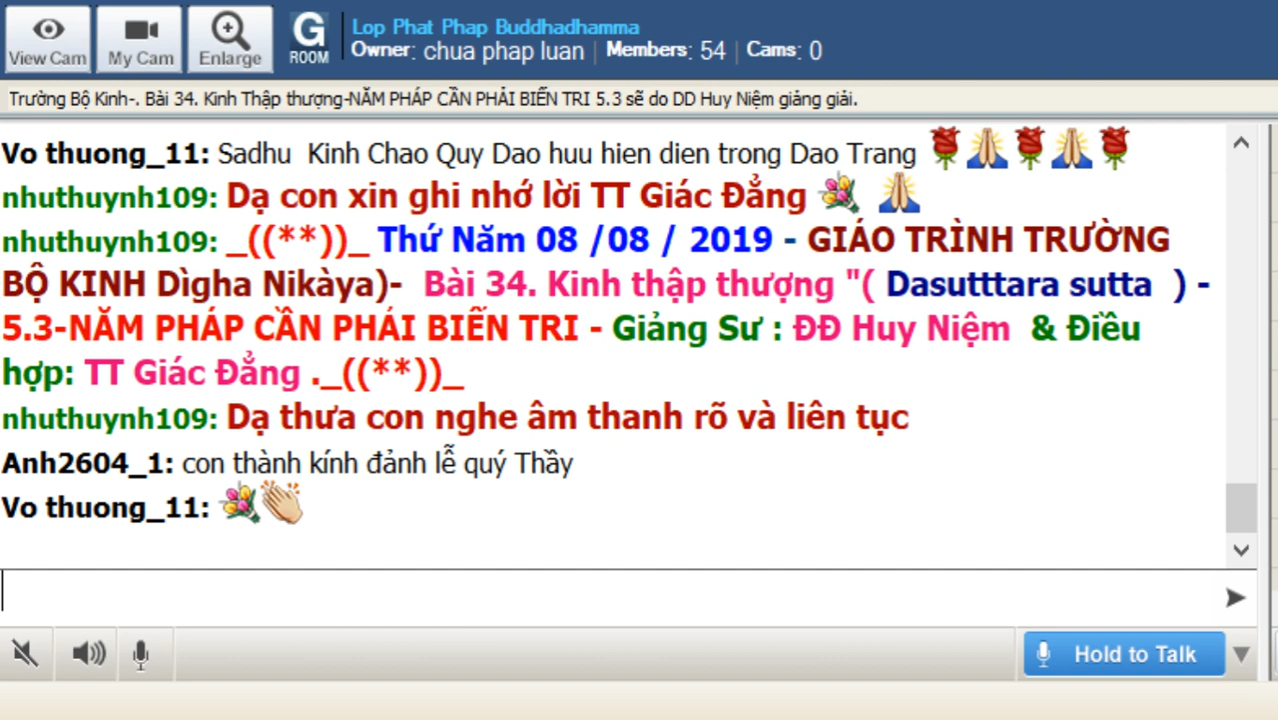 View Cam
My Cam
Enlarge
G
ROOM
Lop Phat Phap Buddhadhamma
Owner: chua phap luan | Members: 54 | Cams: 0
Trường Bộ Kinh-. Bài 34. Kinh Thập thượng-NĂM PHÁP CẦN PHẢI BIẾN TRI 5.3 sẽ do DD Huy Niệm giảng giải.
Vo thuong_11: Sadhu Kinh Chao Quy Dao huu hien dien trong Dao Trang
nhuthuynh109: Dạ con xin ghi nhớ lời TT Giác Đẳng
nhuthuynh109: _((**))_ Thứ Năm 08 /08 / 2019 - GIÁO TRÌNH TRƯỜNG
BỘ KINH Dìgha Nikàya)- Bài 34. Kinh thập thượng "( Dasutttara sutta ) -
5.3-NĂM PHÁP CẦN PHẢI BIẾN TRI - Giảng Sư : ĐĐ Huy Niệm & Điều
hợp: TT Giác Đẳng ._((**))_
nhuthuynh109: Dạ thưa con nghe âm thanh rõ và liên tục
Anh2604_1: con thành kính đảnh lễ quý Thầy
Vo thuong_11:
Hold to Talk